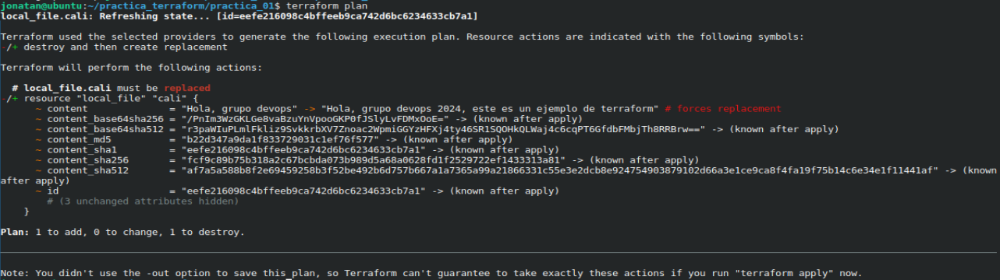 jonatan@ubuntu:~/practica_terraform/practica_01$ terraform plan
local_file.cali: Refreshing state... [id=eefe216098c4bffeeb9ca742d6bc6234633cb7a1]
Terraform used the selected providers to generate the following execution plan. Resource actions are indicated with the following symbols:
-/+ destroy and then create replacement
Terraform will perform the following actions:
# local_file.cali must be replaced
-/+ resource "local_file" "cali" {
~ content = "Hola, grupo devops" -> "Hola, grupo devops 2024, este es un ejemplo de terraform" # forces replacement
~ content_base64sha256 = "/PnIm3WzGKLGe8vaBzuYnVpooGKP0fJSlyLvFDMxOoE=" -> (known after apply)
~ content_base64sha512 = "r3paWIuPLmlFkliz9SvkkrbXV7Znoac2WpmiGGYzHFXj4ty46SR1SQOHkQLWaj4c6cqPT6GfdbFMbjTh8RRBrw==" -> (known after apply)
~ content_md5 = "b22d347a9da1f833729031c1ef76f577" -> (known after apply)
~ content_sha1 = "eefe216098c4bffeeb9ca742d6bc6234633cb7a1" -> (known after apply)
~ content_sha256 = "fcf9c89b75b318a2c67bcbda073b989d5a68a0628fd1f2529722ef1433313a81" -> (known after apply)
~ content_sha512 = "af7a5a588b8f2e69459258b3f52be492b6d757b667a1a7365a99a21866331c55e3e2dcb8e924754903879102d66a3e1ce9ca8f4fa19f75b14c6e34e1f11441af" -> (known
after apply)
~ id = "eefe216098c4bffeeb9ca742d6bc6234633cb7a1" -> (known after apply)
# (3 unchanged attributes hidden)
}
Plan: 1 to add, 0 to change, 1 to destroy.
Note: You didn't use the -out option to save this plan, so Terraform can't guarantee to take exactly these actions if you run "terraform apply" now.